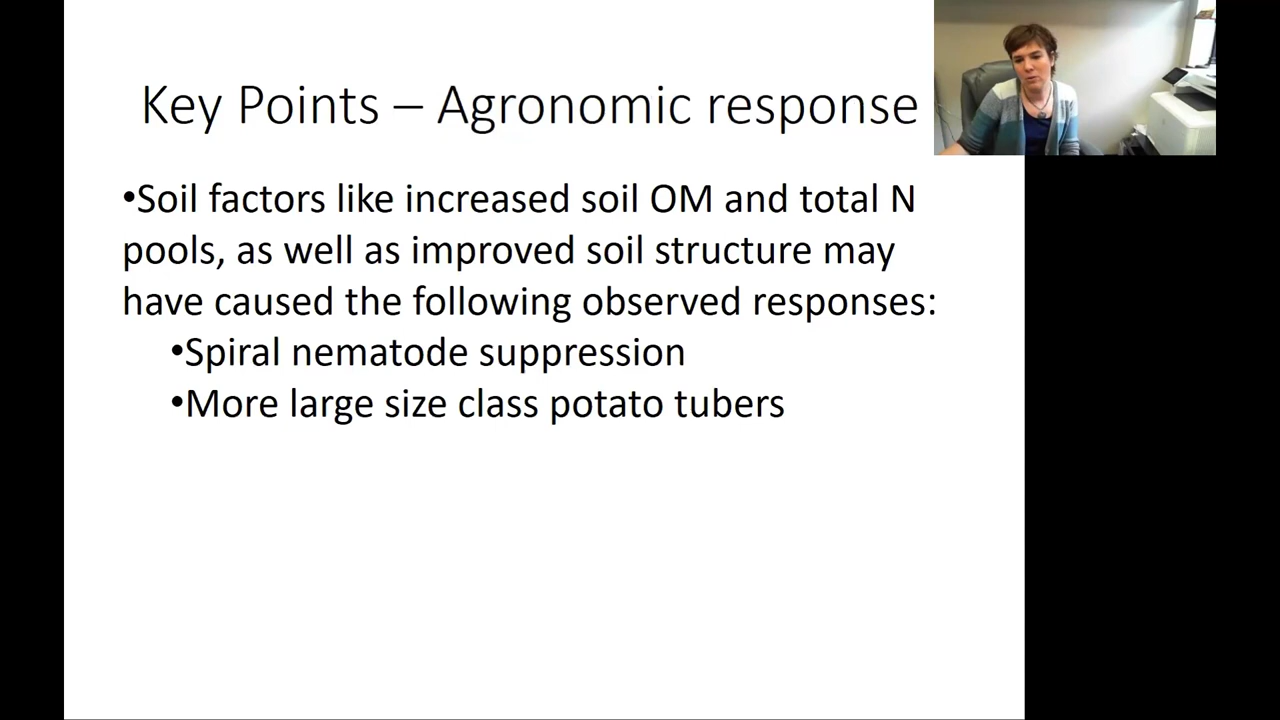 Key Points – Agronomic response
•Soil factors like increased soil OM and total N
pools, as well as improved soil structure may
have caused the following observed responses:
•Spiral nematode suppression
•More large size class potato tubers